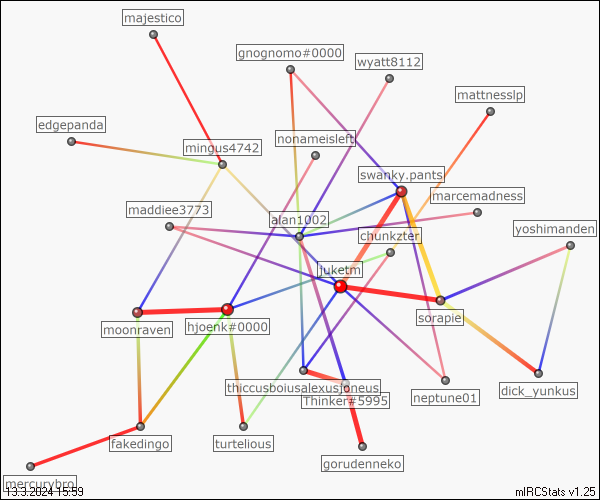 majestico
gnognomo#0000
wyatt8112
mattnesslp
edgepanda
mingus4742
nonameisleft
swanky.pants
marcemadness
maddiee3773
alan1002
chunkzter
yoshimanden
juketm
moonraven
hjoenk#0000
sorapie
thiccusboiusalexusjoneus
Thinker#5995
neptune01
dick_yunkus
fakedingo
turtelious
gorudenneko
mercurybro
13.3.2024 15:59
mIRCStats v1.25